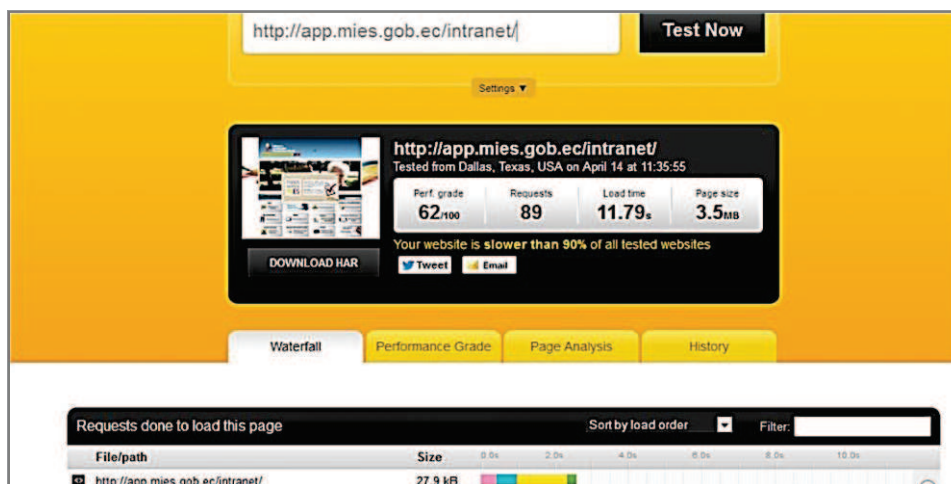 http://app.mies.gob.ec/intranet/
Test Now
Settings ▼
http://app.mies.gob.ec/intranet/
Tested from Dallas, Texas, USA on April 14 at 11:35:55
Perf. grade Requests Load time Page size
62/100 89 11.79s 3.5MB
Your website is slower than 90% of all tested websites
DOWNLOAD HAR Tweet Email
Waterfall Performance Grade Page Analysis History
Requests done to load this page Sort by load order Filter:
File/path Size 0.0s 2.0s 4.0s 6.0s 8.0s 10.0s
http://app.mies.gob.ec/intranet/ 27.9 kB